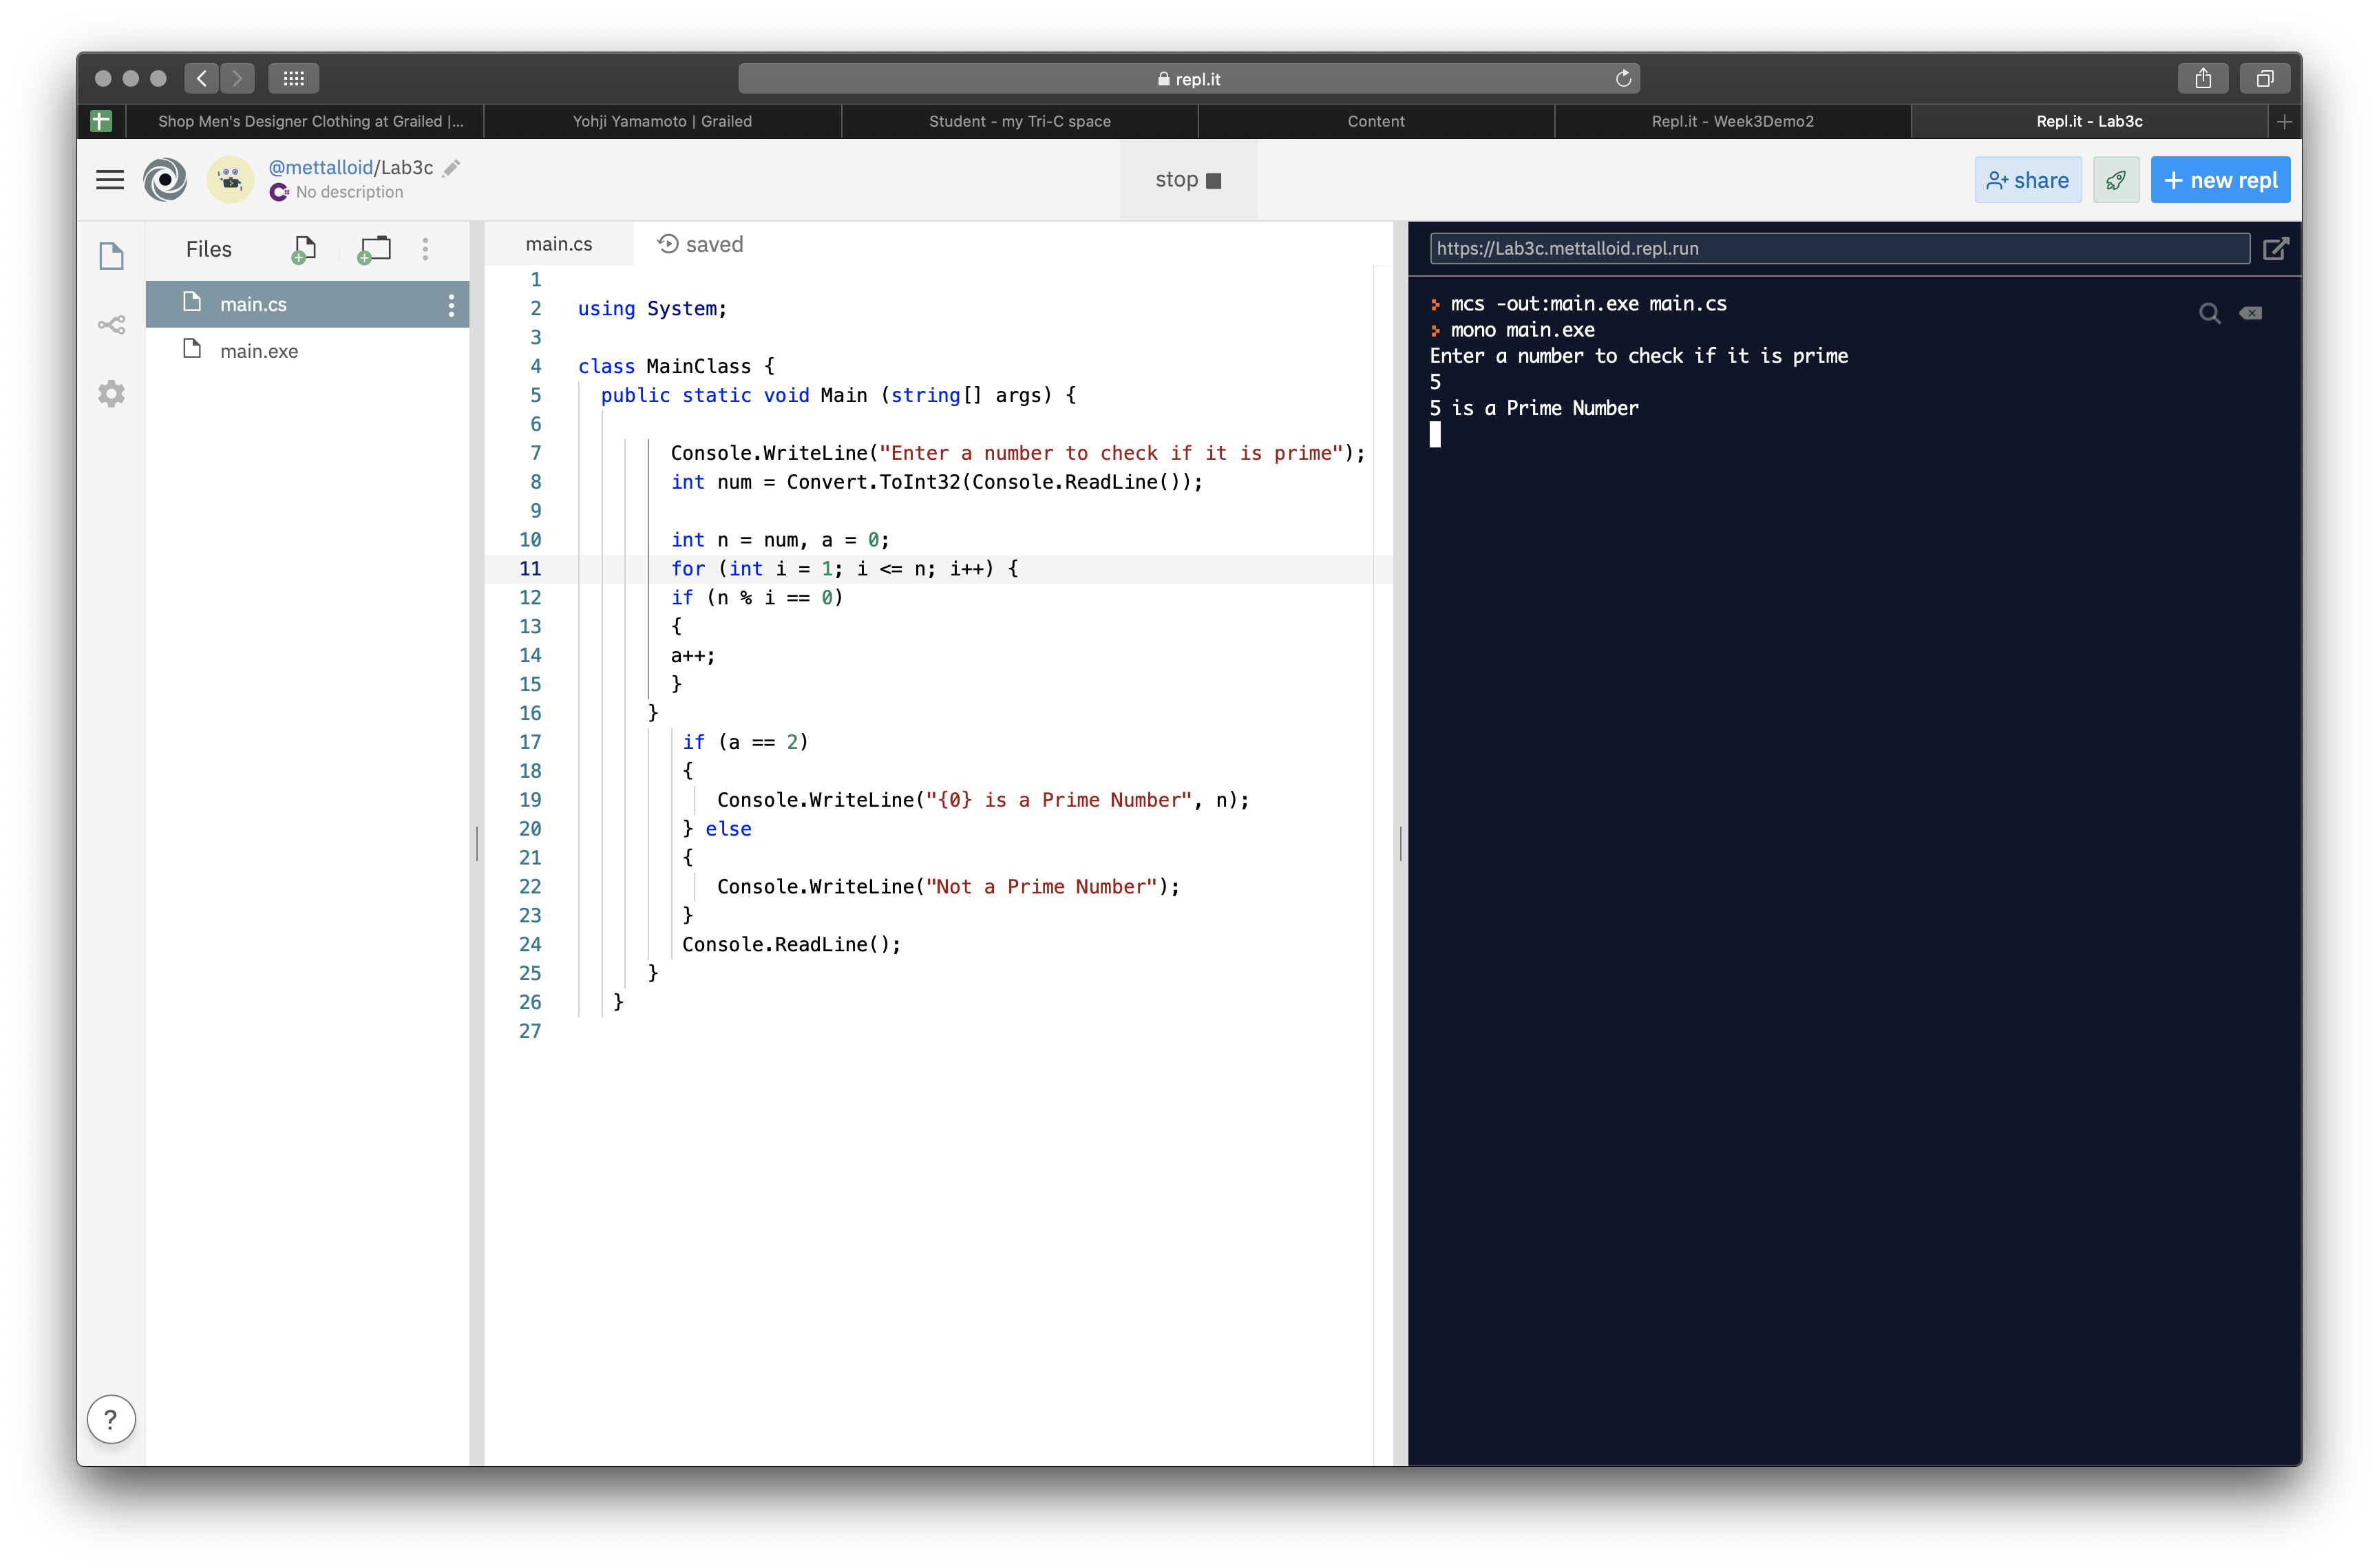 repl.it
Shop Men's Designer Clothing at Grailed |...
Yohji Yamamoto | Grailed
Student - my Tri-C space
Content
Repl.it - Week3Demo2
Repl.it - Lab3c
@mettalloid/Lab3c
No description
stop
share
+ new repl
Files
main.cs
main.exe
main.cs
saved
1
2 using System;
3
4 class MainClass {
5 public static void Main (string[] args) {
6
7 Console.WriteLine("Enter a number to check if it is prime");
8 int num = Convert.ToInt32(Console.ReadLine());
9
10 int n = num, a = 0;
11 for (int i = 1; i <= n; i++) {
12 if (n % i == 0)
13 {
14 a++;
15 }
16 }
17 if (a == 2)
18 {
19 Console.WriteLine("{0} is a Prime Number", n);
20 } else
21 {
22 Console.WriteLine("Not a Prime Number");
23 }
24 Console.ReadLine();
25 }
26 }
27
https://Lab3c.mettalloid.repl.run
mcs -out:main.exe main.cs
mono main.exe
Enter a number to check if it is prime
5
5 is a Prime Number
?